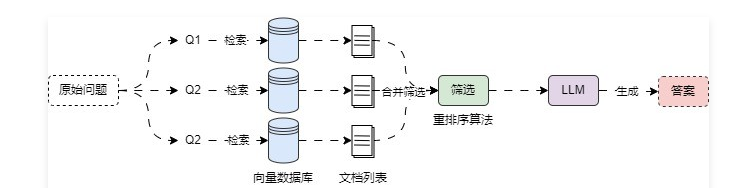 Q1
检索
原始问题
Q2
检索
合并筛选
筛选
LLM
生成
答案
重排序算法
Q2
检索
向量数据库
文档列表